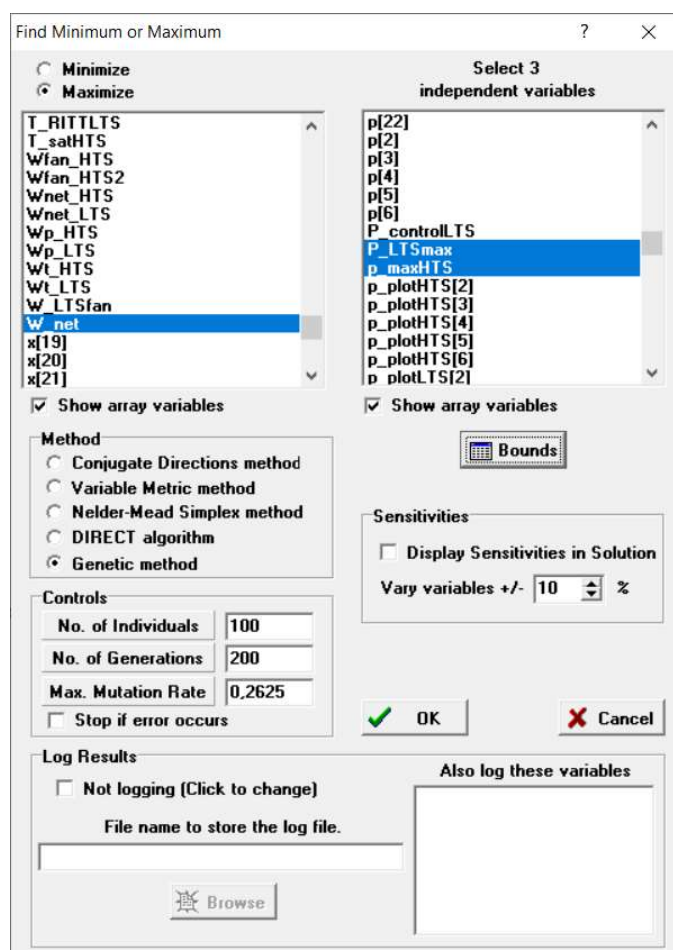 Find Minimum or Maximum
?
Minimize
Maximize
T_RITTLTS
T_satHTS
Wfan_HTS
Wfan_HTS2
Wnet_HTS
Wnet_LTS
Wp_HTS
Wp_LTS
Wt_HTS
Wt_LTS
W_LTSfan
W_net
x[19]
x[20]
x[21]
Show array variables
Select 3
independent variables
p[22]
p[2]
p[3]
p[4]
p[5]
p[6]
P_controlLTS
P_LTSmax
p_maxHTS
p_plotHTS[2]
p_plotHTS[3]
p_plotHTS[4]
p_plotHTS[5]
p_plotHTS[6]
p_plotLTS[2]
Show array variables
Method
Conjugate Directions method
Variable Metric method
Nelder-Mead Simplex method
DIRECT algorithm
Genetic method
Bounds
Sensitivities
Display Sensitivities in Solution
Vary variables +/- 10 %
Controls
No. of Individuals 100
No. of Generations 200
Max. Mutation Rate 0,2625
Stop if error occurs
OK
Cancel
Log Results
Not logging (Click to change)
File name to store the log file.
Browse
Also log these variables